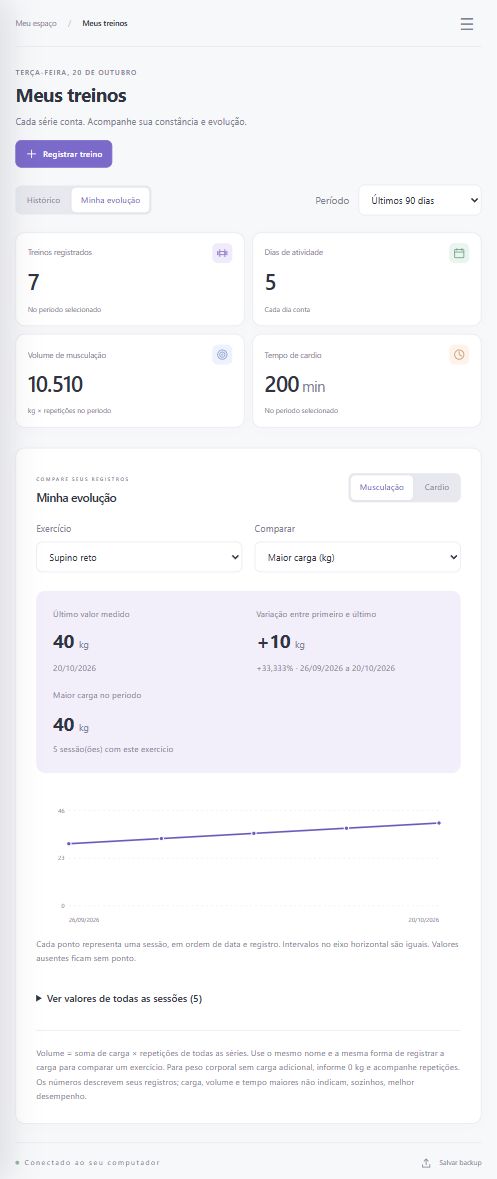 Meu espaço / Meus treinos
TERÇA-FEIRA, 20 DE OUTUBRO
Meus treinos
Cada série conta. Acompanhe sua constância e evolução.
Registrar treino
Histórico
Minha evolução
Período
Últimos 90 dias
Treinos registrados
7
No período selecionado
Dias de atividade
5
Cada dia conta
Volume de musculação
10.510
kg × repetições no período
Tempo de cardio
200 min
No período selecionado
COMPARE SEUS REGISTROS
Minha evolução
Musculação
Cardio
Exercício
Supino reto
Comparar
Maior carga (kg)
Último valor medido
40 kg
20/10/2026
Variação entre primeiro e último
+10 kg
+33,333% · 26/09/2026 a 20/10/2026
Maior carga no período
40 kg
5 sessão(ões) com este exercício
46
23
0
26/09/2026
20/10/2026
Cada ponto representa uma sessão, em ordem de data e registro. Intervalos no eixo horizontal são iguais. Valores
ausentes ficam sem ponto.
Ver valores de todas as sessões (5)
Volume = soma de carga × repetições de todas as séries. Use o mesmo nome e a mesma forma de registrar a
carga para comparar um exercício. Para peso corporal sem carga adicional, informe 0 kg e acompanhe repetições.
Os números descrevem seus registros; carga, volume e tempo maiores não indicam, sozinhos, melhor
desempenho.
Conectado ao seu computador
Salvar backup